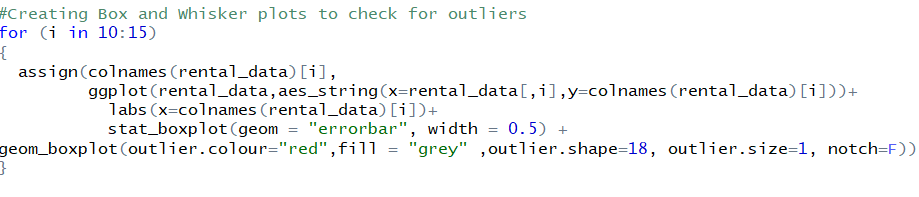 #Creating Box and Whisker plots to check for outliers
for (i in 10:15)
{
  assign(colnames(rental_data)[i],
         ggplot(rental_data,aes_string(x=rental_data[,i],y=colnames(rental_data)[i]))+
           labs(x=colnames(rental_data)[i])+
           stat_boxplot(geom = "errorbar", width = 0.5) +
geom_boxplot(outlier.colour="red",fill = "grey" ,outlier.shape=18, outlier.size=1, notch=F))
}